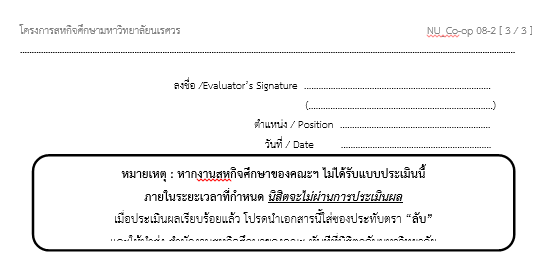 โครงการสหกิจศึกษามหาวิทยาลัยนเรศวร NU_Co-op 08-2 [ 3 / 3 ]
ลงชื่อ /Evaluator's Signature ........................................................
(........................................................)
ตำแหน่ง / Position ........................................................
วันที่ / Date ........................................................
หมายเหตุ : หากงานสหกิจศึกษาของคณะฯ ไม่ได้รับแบบประเมินนี้
ภายในระยะเวลาที่กำหนด นิสิตจะไม่ผ่านการประเมินผล
เมื่อประเมินผลเรียบร้อยแล้ว โปรดนำเอกสารนี้ใส่ซองประทับตรา “ลับ”